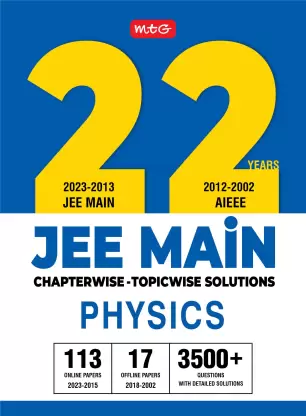 mtG
22
YEARS
2023-2013 2012-2002
JEE MAIN AIEEE
JEE MAiN
CHAPTERWISE-TOPICWISE SOLUTIONS
PHYSICS
113 17 3500+
ONLINE PAPERS OFFLINE PAPERS QUESTIONS
2023-2015 2018-2002 WITH DETAILED SOLUTIONS